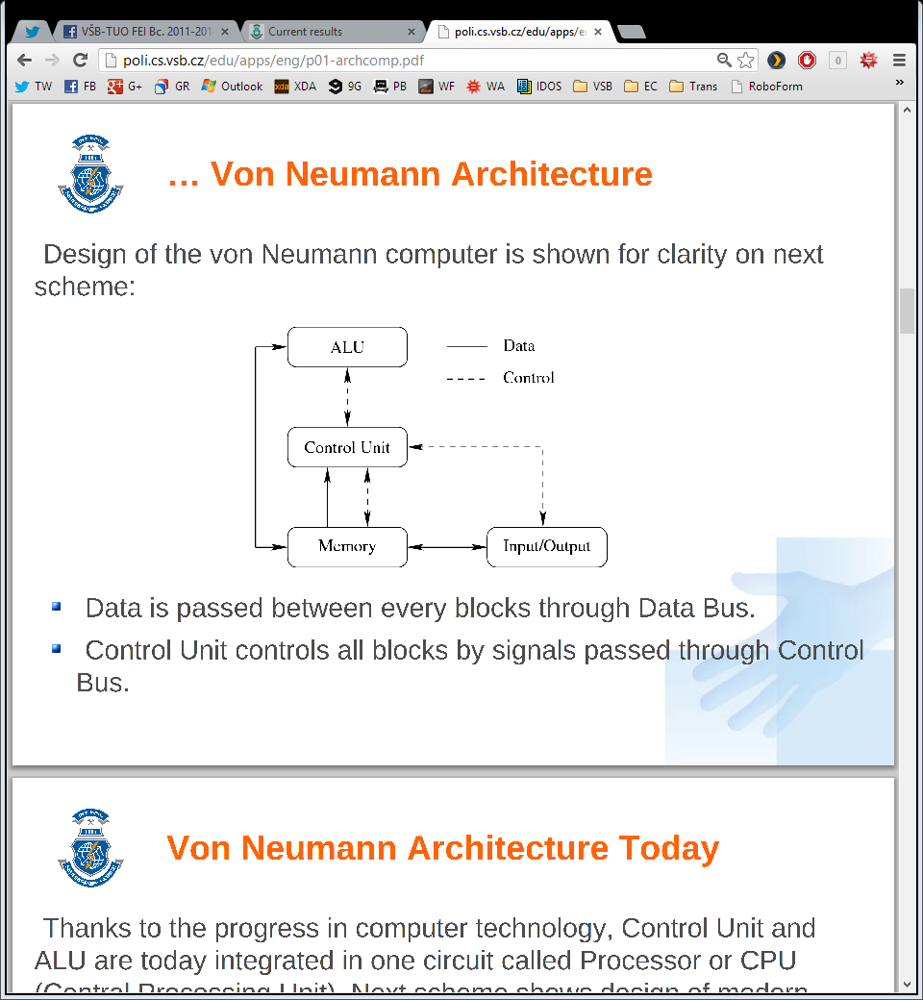 VŠB-TUO FEI Bc. 2011-201
Current results
poli.cs.vsb.cz/edu/apps/e
poli.cs.vsb.cz/edu/apps/eng/p01-archcomp.pdf
0
TW FB G+ GR Outlook XDA 9G PB WF WA IDOS VSB EC Trans RoboForm »
... Von Neumann Architecture
Design of the von Neumann computer is shown for clarity on next
scheme:
ALU
Data
Control
Control Unit
Memory
Input/Output
Data is passed between every blocks through Data Bus.
Control Unit controls all blocks by signals passed through Control
Bus.
Von Neumann Architecture Today
Thanks to the progress in computer technology, Control Unit and
ALU are today integrated in one circuit called Processor or CPU
(Central Processing Unit). Next scheme shows design of modern